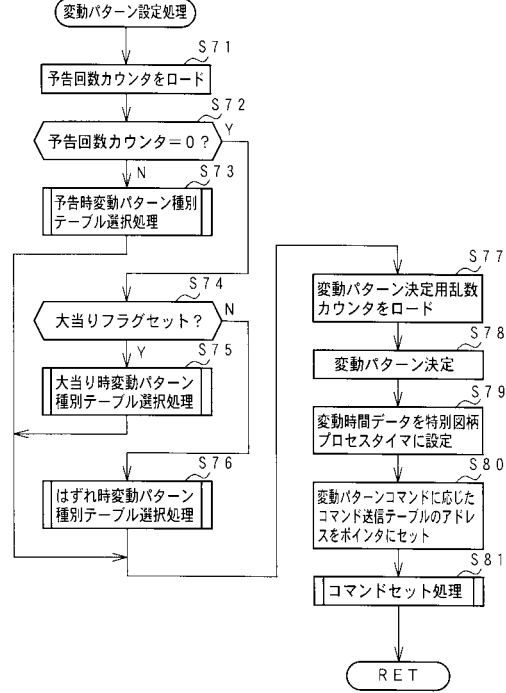 変動パターン設定処理
S71
予告回数カウンタをロード
S72
予告回数カウンタ=0?
Y
N
S73
予告時変動パターン種別
テーブル選択処理
S74
大当りフラグセット?
N
Y
S75
大当り時変動パターン
種別テーブル選択処理
S76
はずれ時変動パターン
種別テーブル選択処理
S77
変動パターン決定用乱数
カウンタをロード
S78
変動パターン決定
S79
変動時間データを特別図柄
プロセスタイマに設定
S80
変動パターンコマンドに応じた
コマンド送信テーブルのアドレ
スをポインタにセット
S81
コマンドセット処理
RET